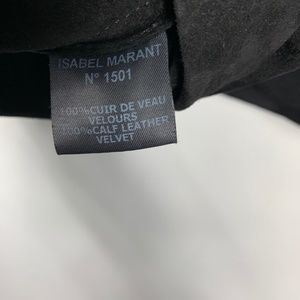 ISABEL MARANT
N° 1501
100%CUIR DE VEAU
VELOURS
100%CALF LEATHER
VELVET